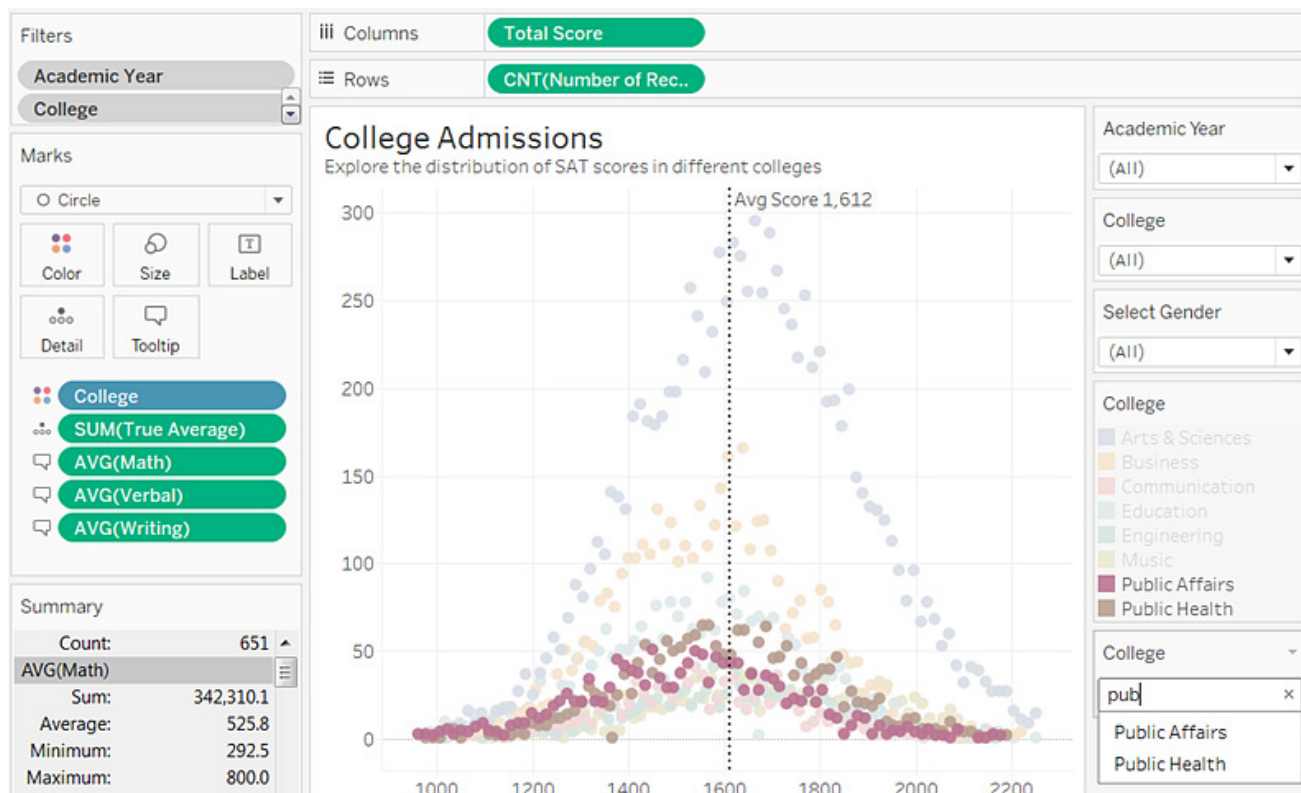 Filters
Academic Year
College
Marks
Circle
Color
Size
Label
Detail
Tooltip
College
SUM(True Average)
AVG(Math)
AVG(Verbal)
AVG(Writing)
Summary
Count: 651
AVG(Math)
Sum: 342,310.1
Average: 525.8
Minimum: 292.5
Maximum: 800.0
Columns
Total Score
Rows
CNT(Number of Rec..
College Admissions
Explore the distribution of SAT scores in different colleges
Avg Score 1,612
300
250
200
150
100
50
0
1000 1200 1400 1600 1800 2000 2200
Academic Year
(All)
College
(All)
Select Gender
(All)
College
Arts & Sciences
Business
Communication
Education
Engineering
Music
Public Affairs
Public Health
College
pub
Public Affairs
Public Health